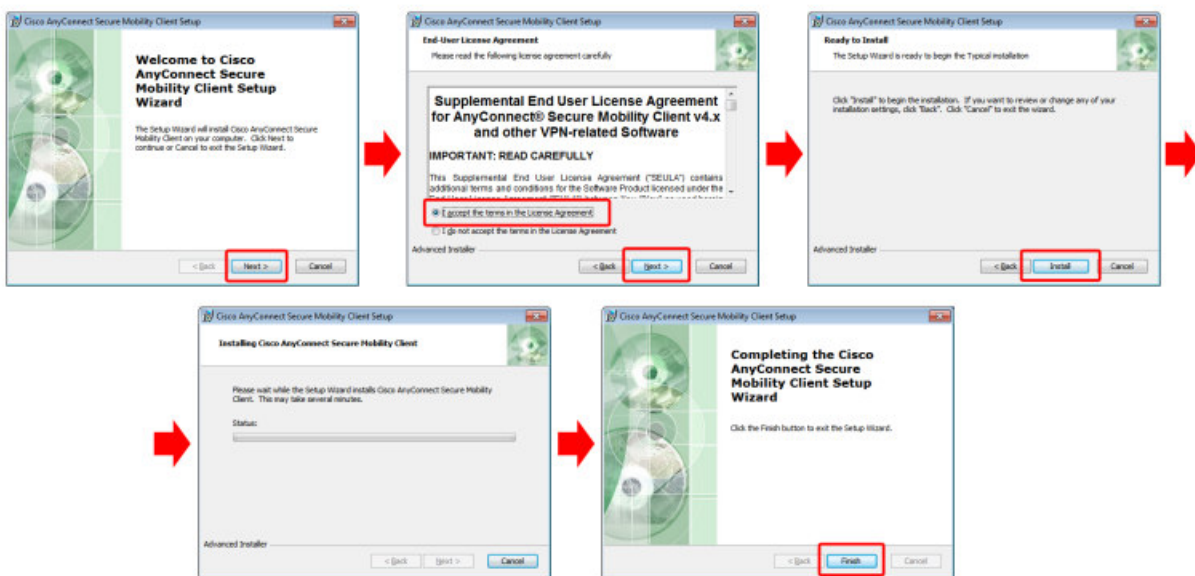 Cisco AnyConnect Secure Mobility Client Setup
Welcome to Cisco
AnyConnect Secure
Mobility Client Setup
Wizard
The Setup Wizard will install Cisco AnyConnect Secure
Mobility Client on your computer. Click Next to
continue or Cancel to exit the Setup Wizard.
< Back Next > Cancel
Cisco AnyConnect Secure Mobility Client Setup
End-User License Agreement
Please read the following license agreement carefully
Supplemental End User License Agreement
for AnyConnect® Secure Mobility Client v4.x
and other VPN-related Software
IMPORTANT: READ CAREFULLY
This Supplemental End User License Agreement ("SEULA") contains
additional terms and conditions for the Software Product licensed under the
I accept the terms in the License Agreement
I do not accept the terms in the License Agreement
Advanced Installer
< Back Next > Cancel
Cisco AnyConnect Secure Mobility Client Setup
Ready to Install
The Setup Wizard is ready to begin the Typical installation
Click "Install" to begin the installation. If you want to review or change any of your
installation settings, click "Back". Click "Cancel" to exit the wizard.
Advanced Installer
< Back Install Cancel
Cisco AnyConnect Secure Mobility Client Setup
Installing Cisco AnyConnect Secure Mobility Client
Please wait while the Setup Wizard installs Cisco AnyConnect Secure Mobility
Client. This may take several minutes.
Status:
Advanced Installer
< Back Next > Cancel
Cisco AnyConnect Secure Mobility Client Setup
Completing the Cisco
AnyConnect Secure
Mobility Client Setup
Wizard
Click the Finish button to exit the Setup Wizard.
< Back Finish Cancel